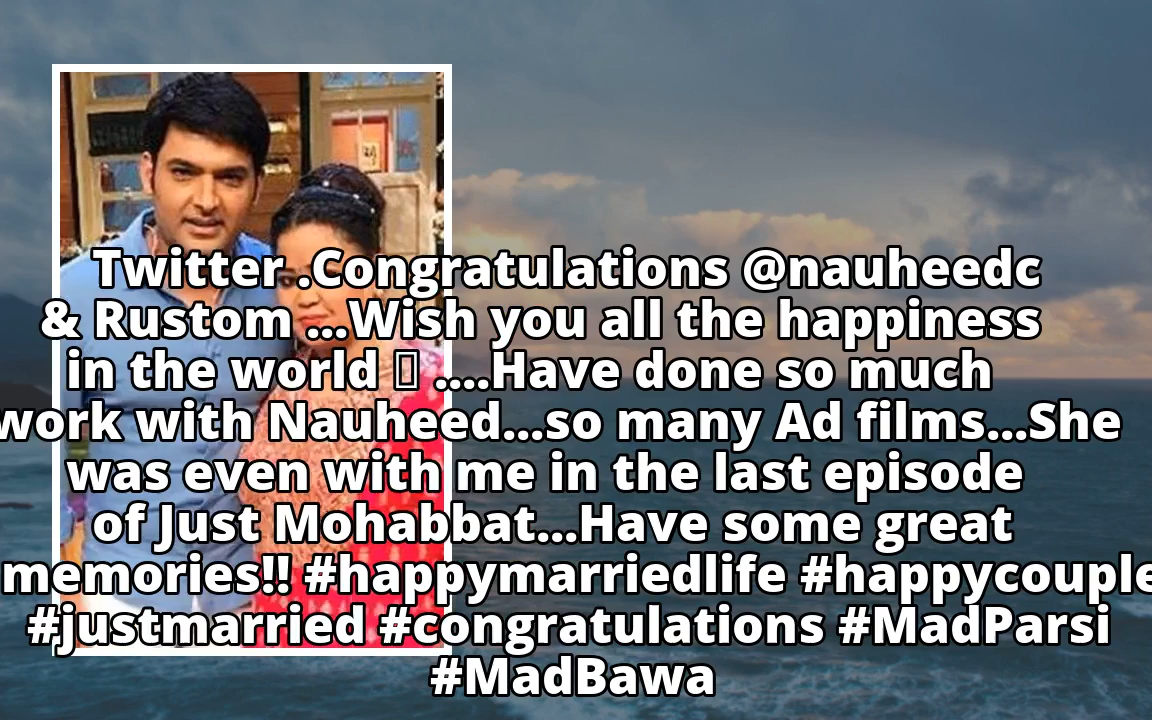 Twitter .Congratulations @nauheedc
& Rustom ...Wish you all the happiness
in the world ▯ ....Have done so much
work with Nauheed...so many Ad films...She
was even with me in the last episode
of Just Mohabbat...Have some great
memories!! #happymarriedlife #happycouple
#justmarried #congratulations #MadParsi
#MadBawa